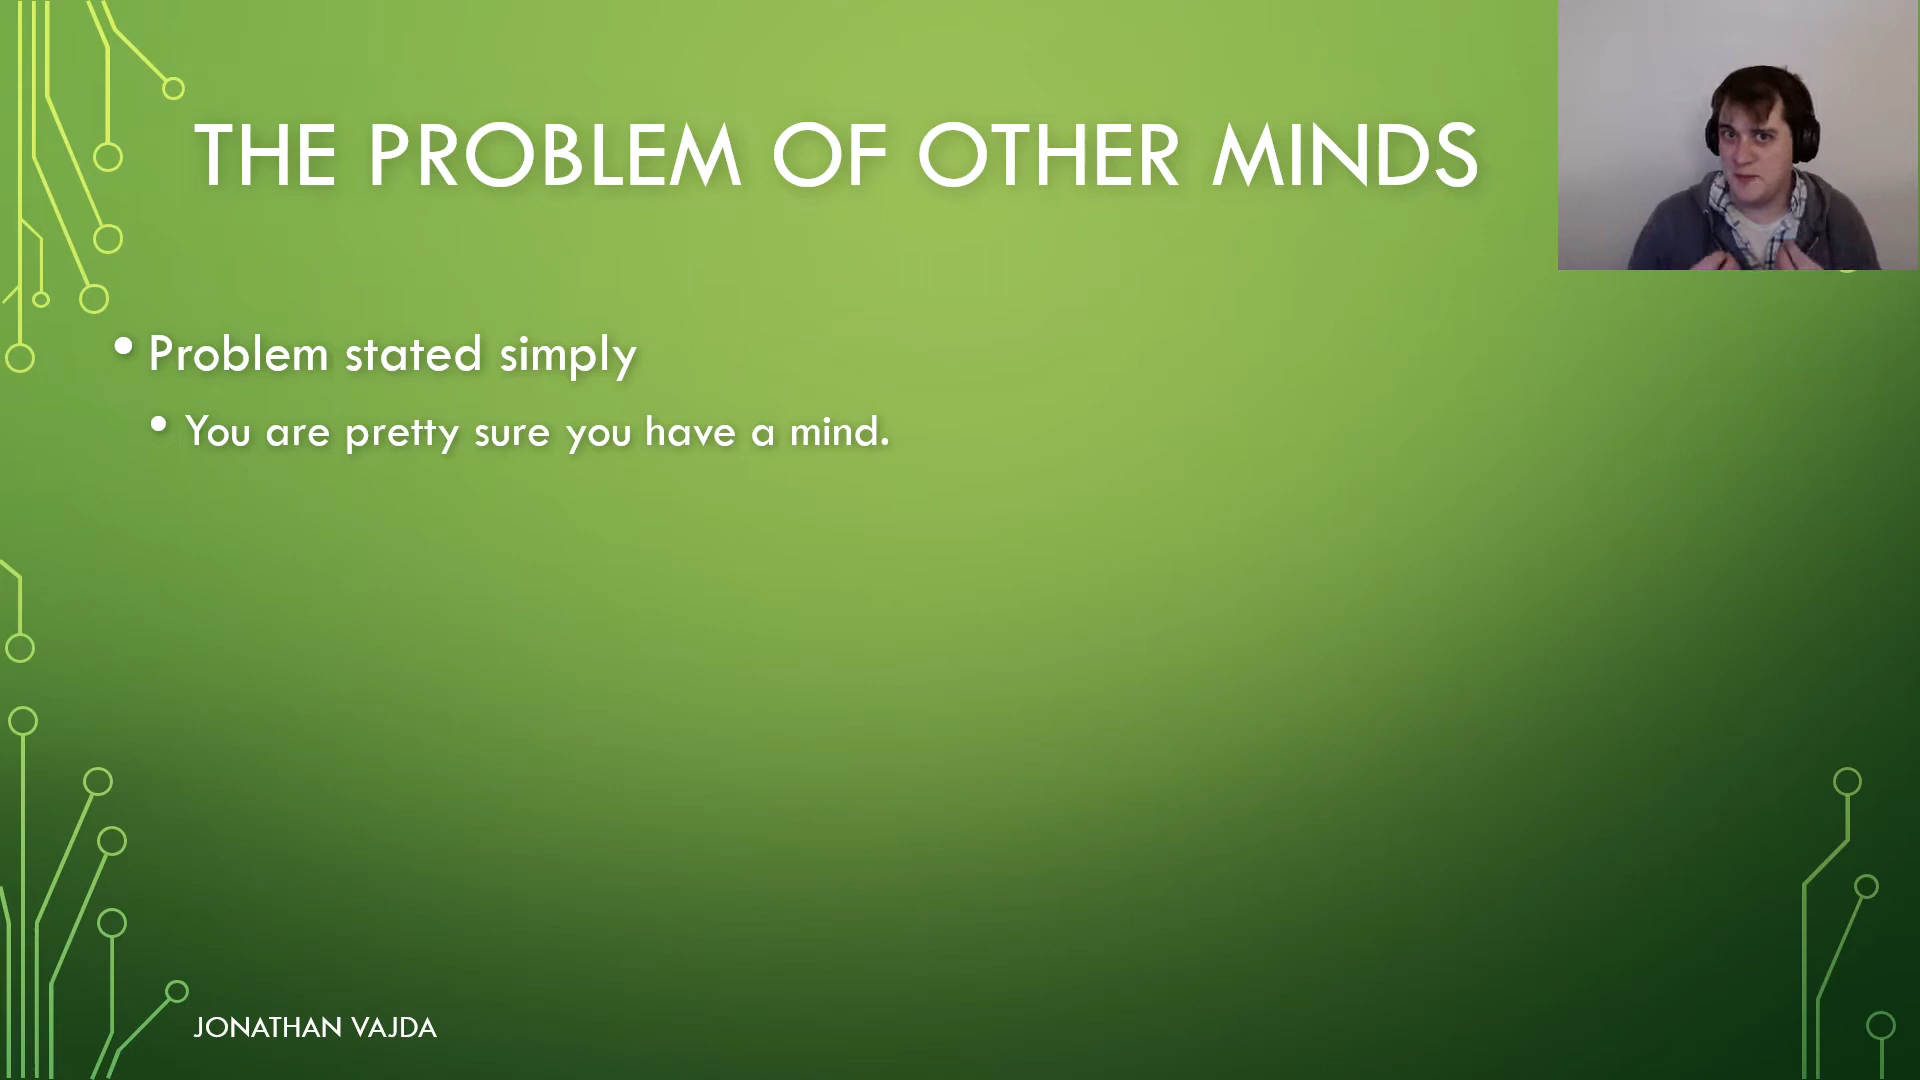 THE PROBLEM OF OTHER MINDS
• Problem stated simply
• You are pretty sure you have a mind.
JONATHAN VAJDA